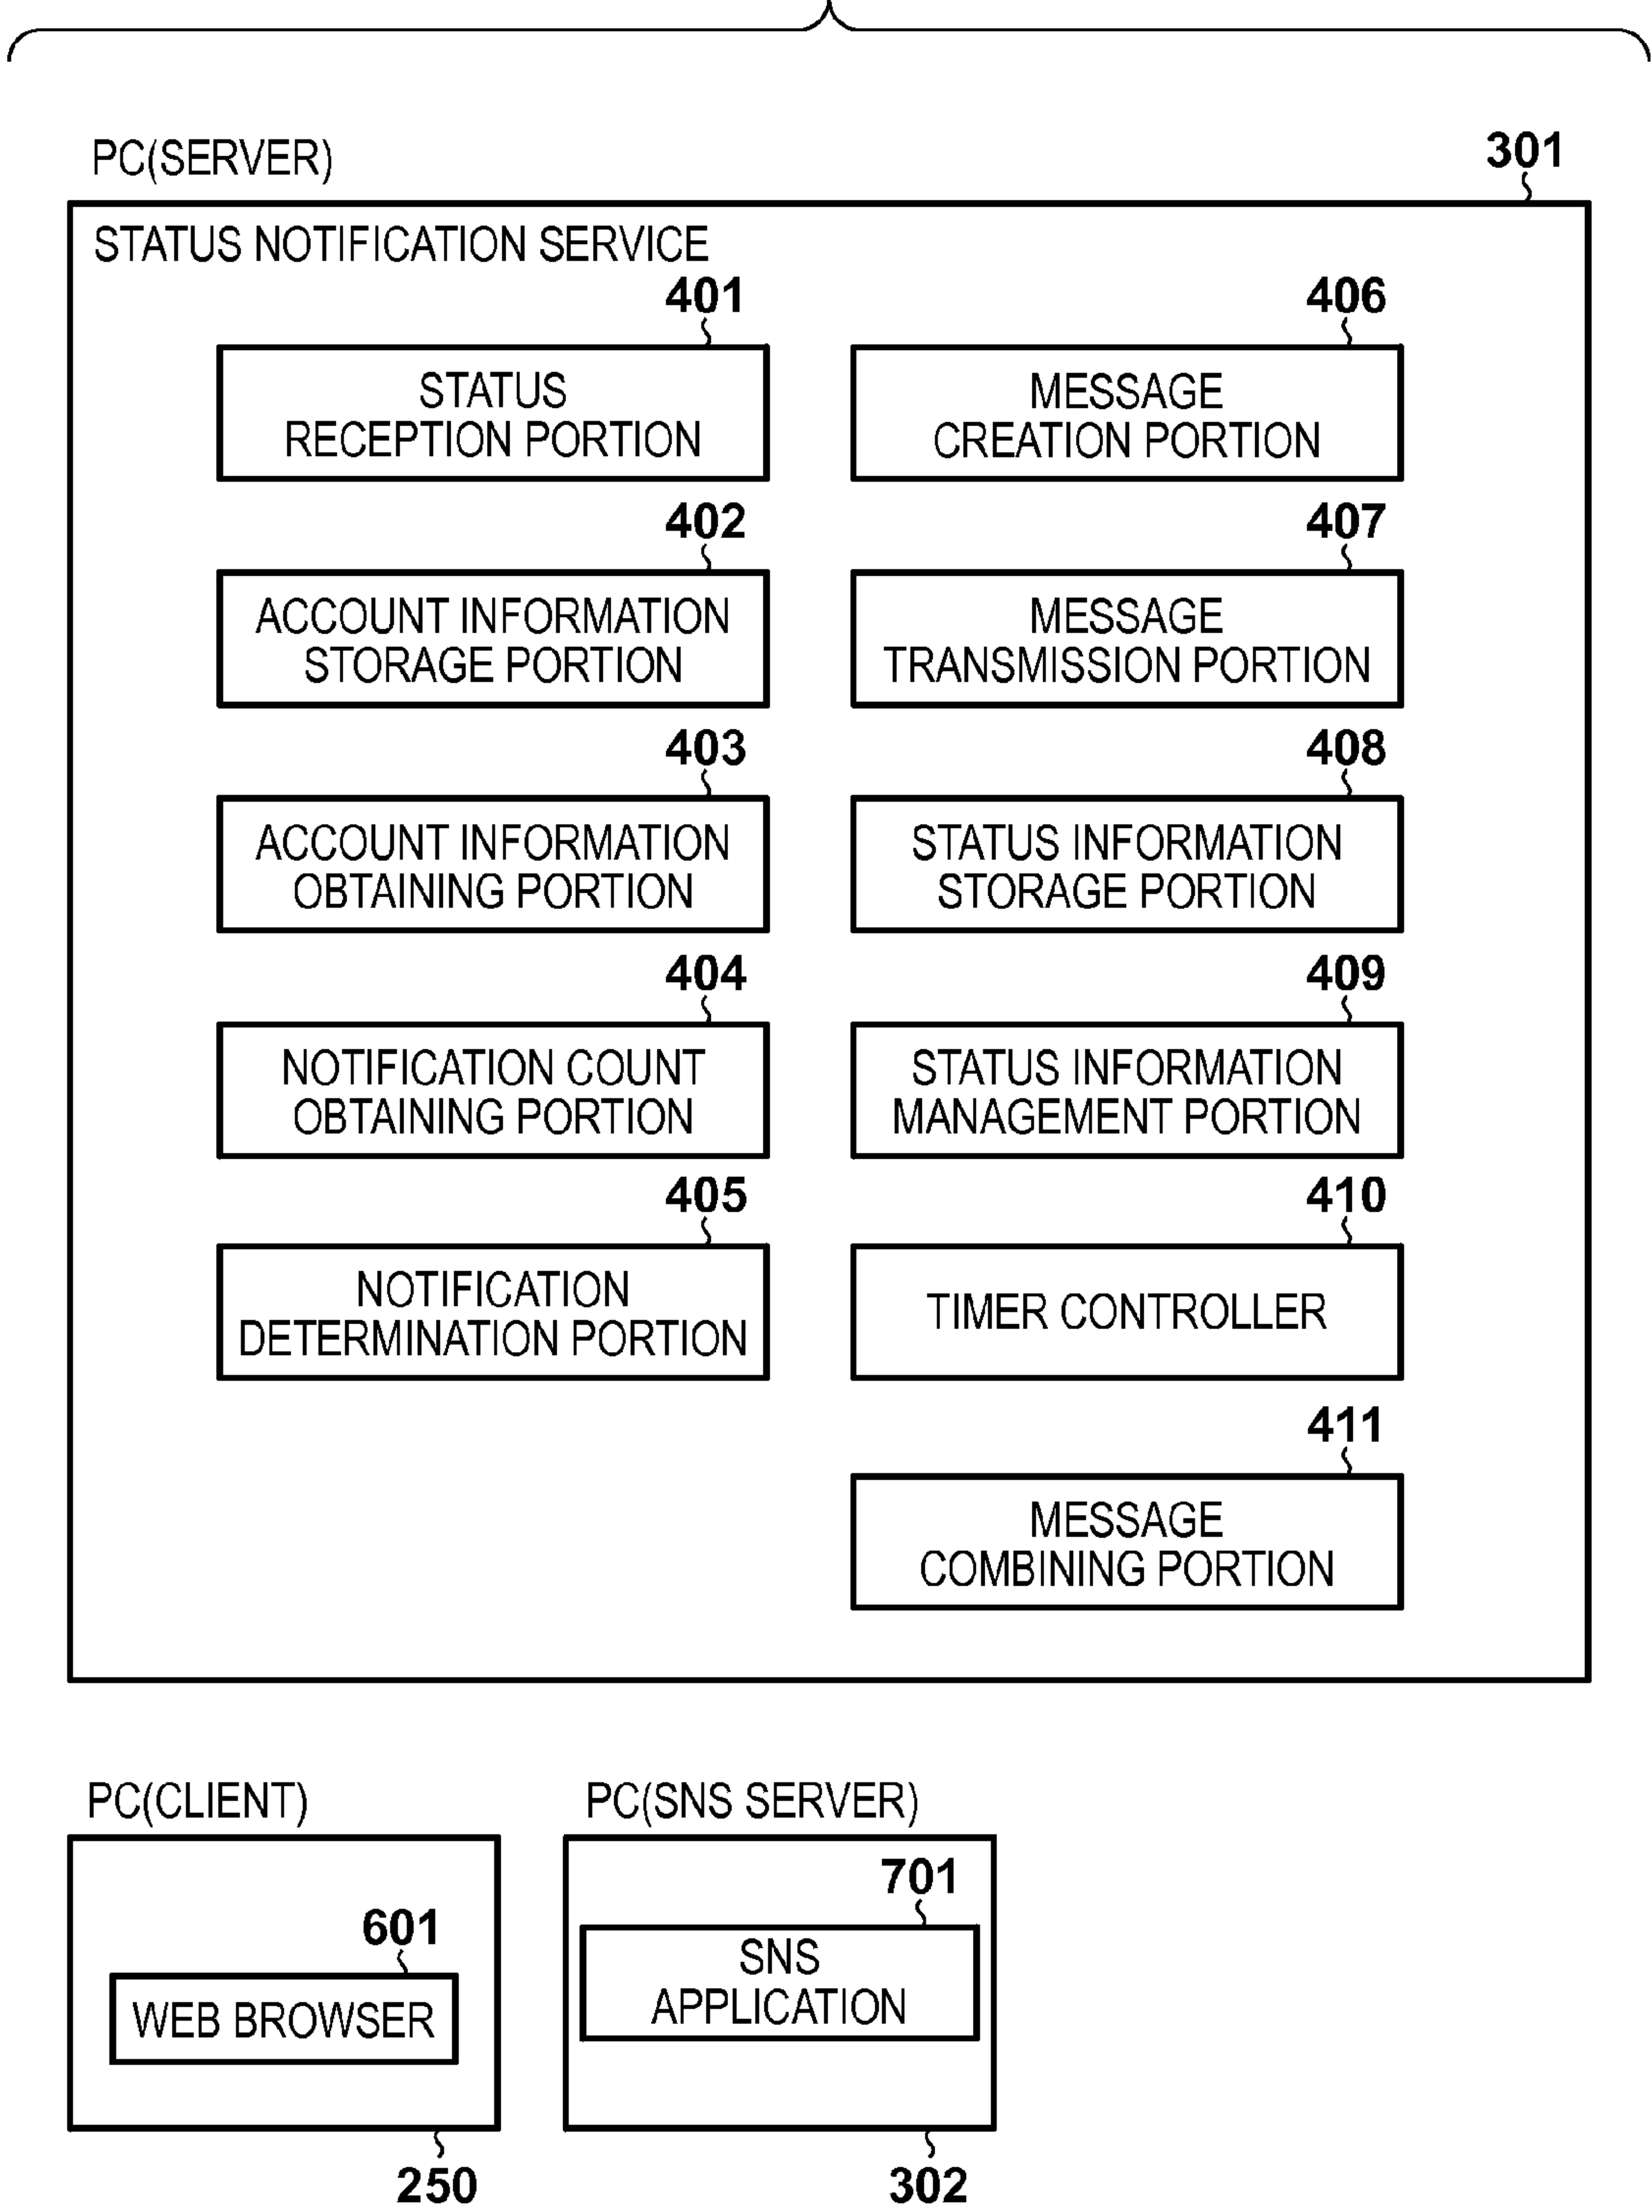 PC(SERVER)
301
STATUS NOTIFICATION SERVICE
401
STATUS
RECEPTION PORTION
402
ACCOUNT INFORMATION
STORAGE PORTION
403
ACCOUNT INFORMATION
OBTAINING PORTION
404
NOTIFICATION COUNT
OBTAINING PORTION
405
NOTIFICATION
DETERMINATION PORTION
406
MESSAGE
CREATION PORTION
407
MESSAGE
TRANSMISSION PORTION
408
STATUS INFORMATION
STORAGE PORTION
409
STATUS INFORMATION
MANAGEMENT PORTION
410
TIMER CONTROLLER
411
MESSAGE
COMBINING PORTION
PC(CLIENT)
601
WEB BROWSER
250
PC(SNS SERVER)
701
SNS
APPLICATION
302